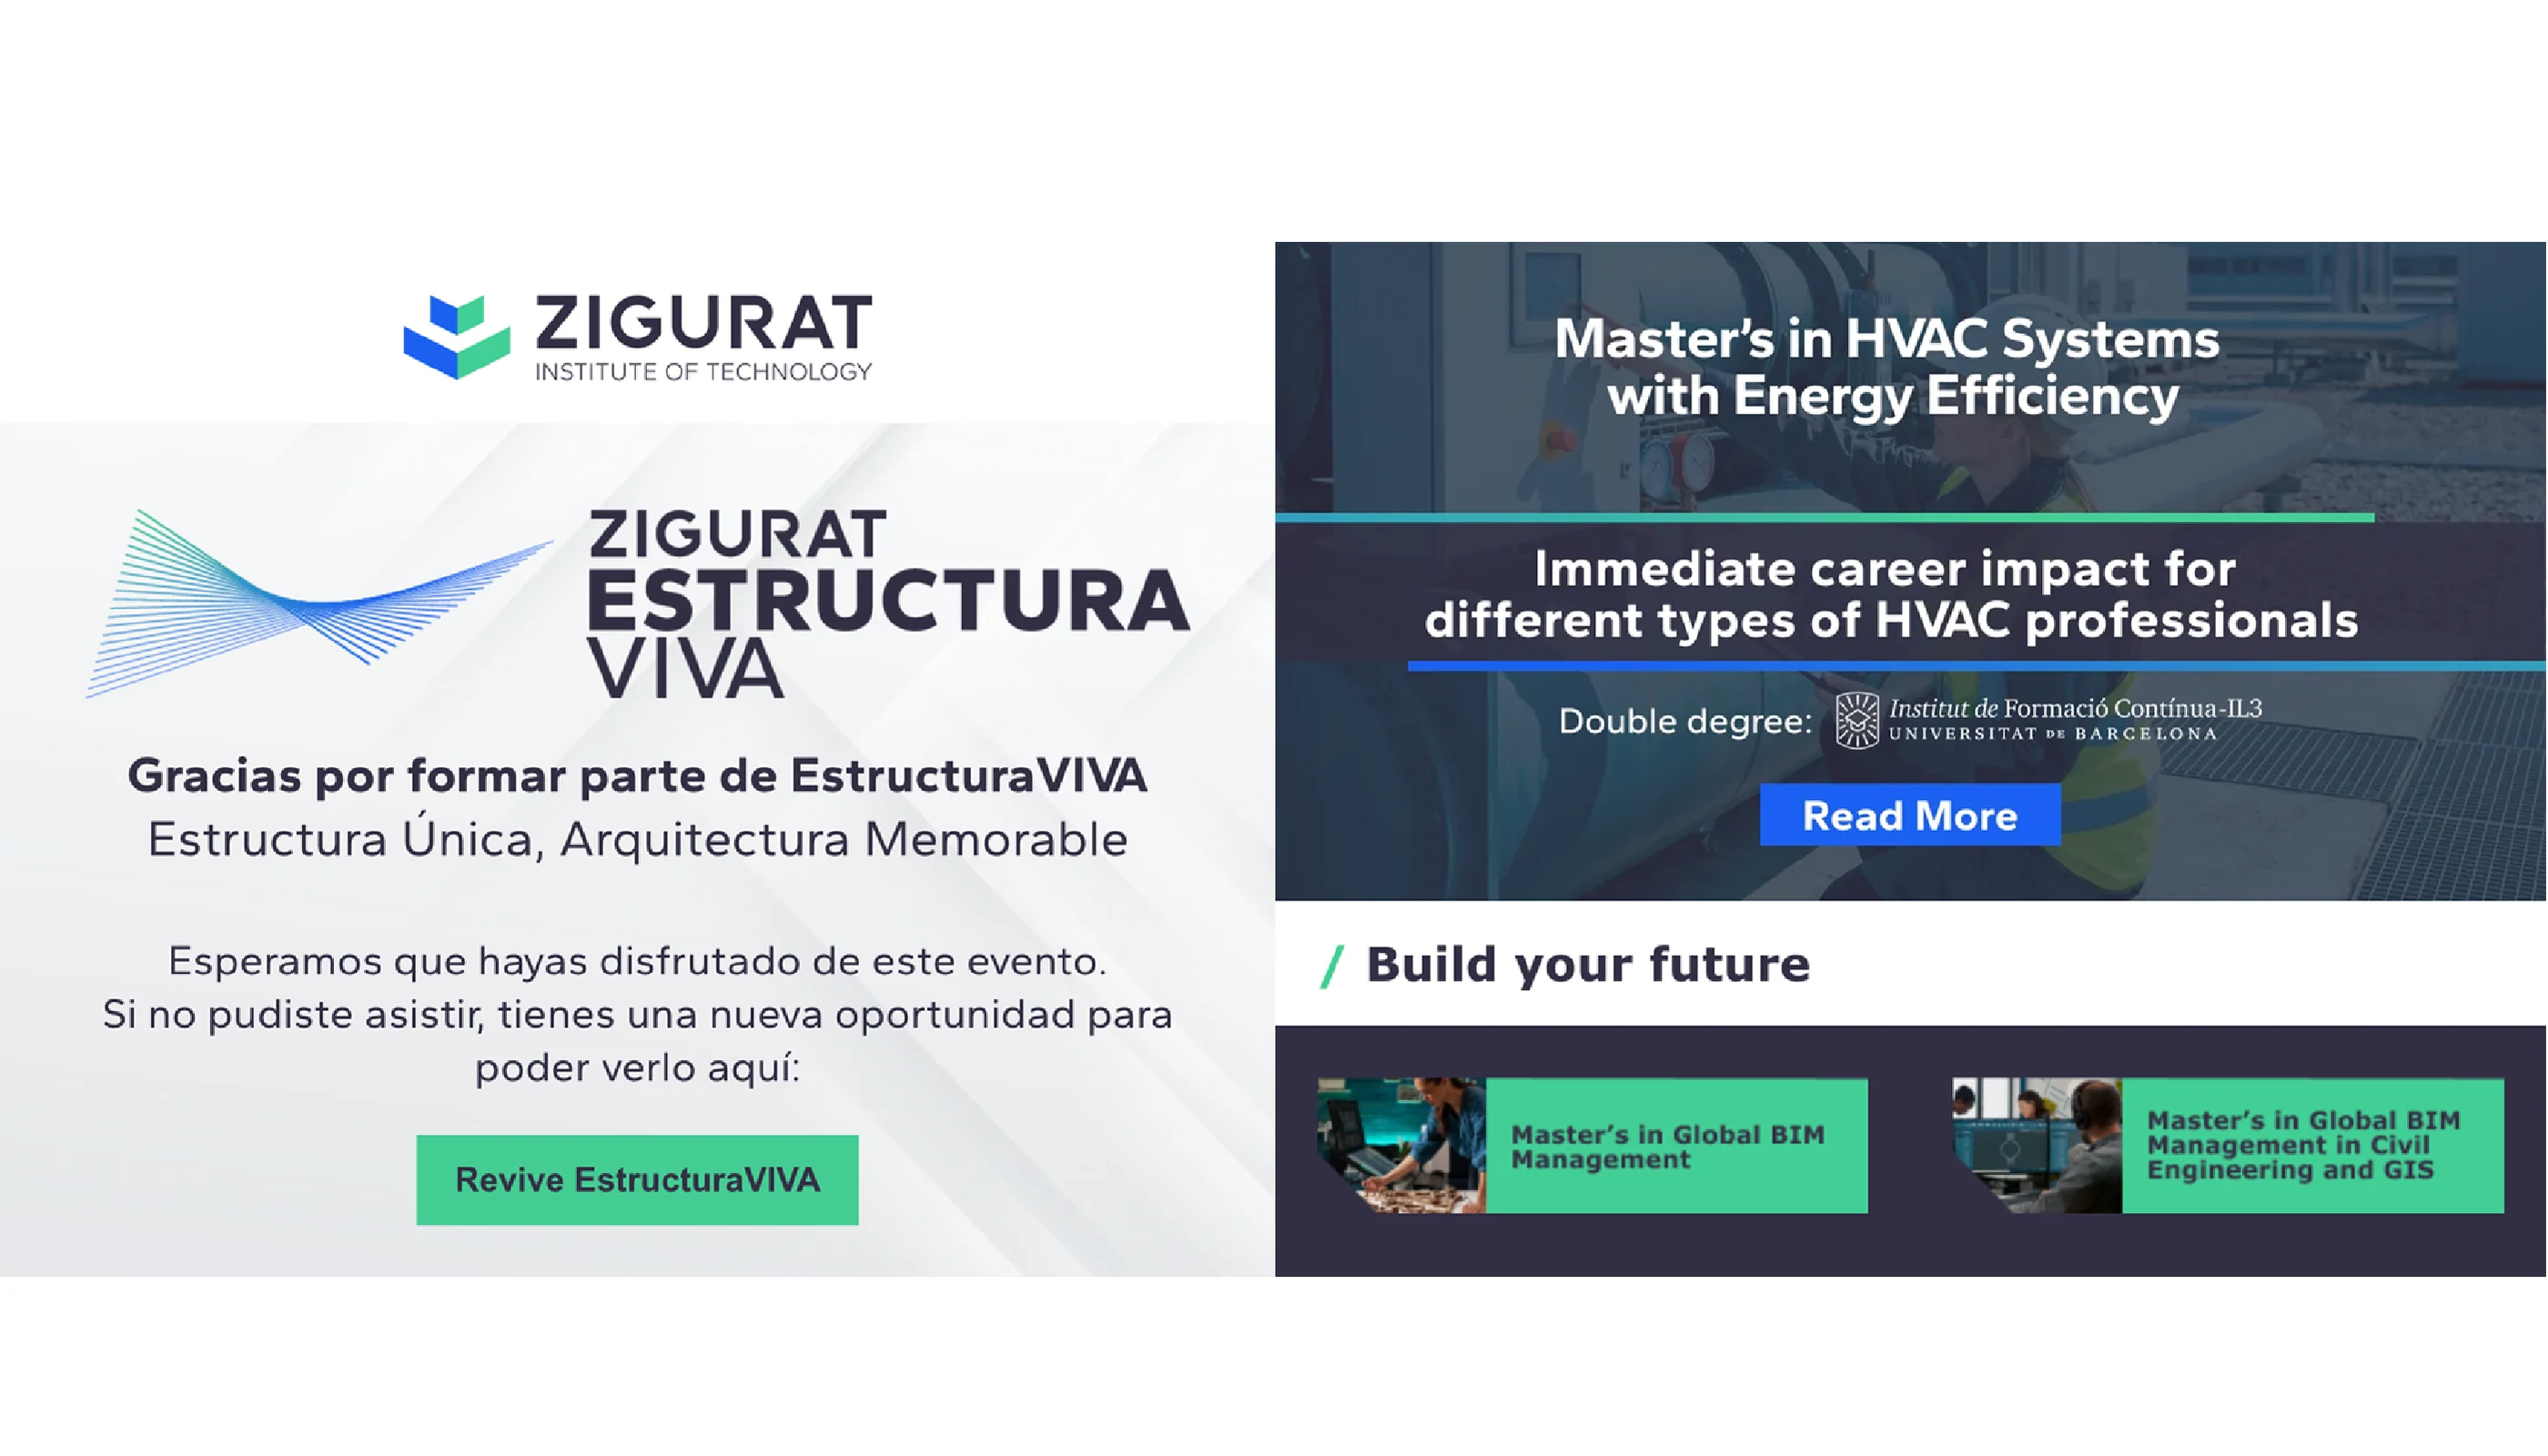 ZIGURAT
INSTITUTE OF TECHNOLOGY
ZIGURAT
ESTRUCTURA
VIVA
Gracias por formar parte de EstructuraVIVA
Estructura Única, Arquitectura Memorable
Esperamos que hayas disfrutado de este evento.
Si no pudiste asistir, tienes una nueva oportunidad para
poder verlo aquí:
Revive EstructuraVIVA
Master's in HVAC Systems
with Energy Efficiency
Immediate career impact for
different types of HVAC professionals
Double degree:
Institut de Formació Contínua-IL3
UNIVERSITAT DE BARCELONA
Read More
/ Build your future
Master's in Global BIM
Management
Master's in Global BIM
Management in Civil
Engineering and GIS